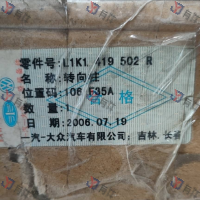 零件号:L1K1 419 502 R
名 称:转向柱
位置码:106 F35A
数 量:1
日 期:2006.07.19
一汽-大众汽车有限公司:吉林.长春
合格